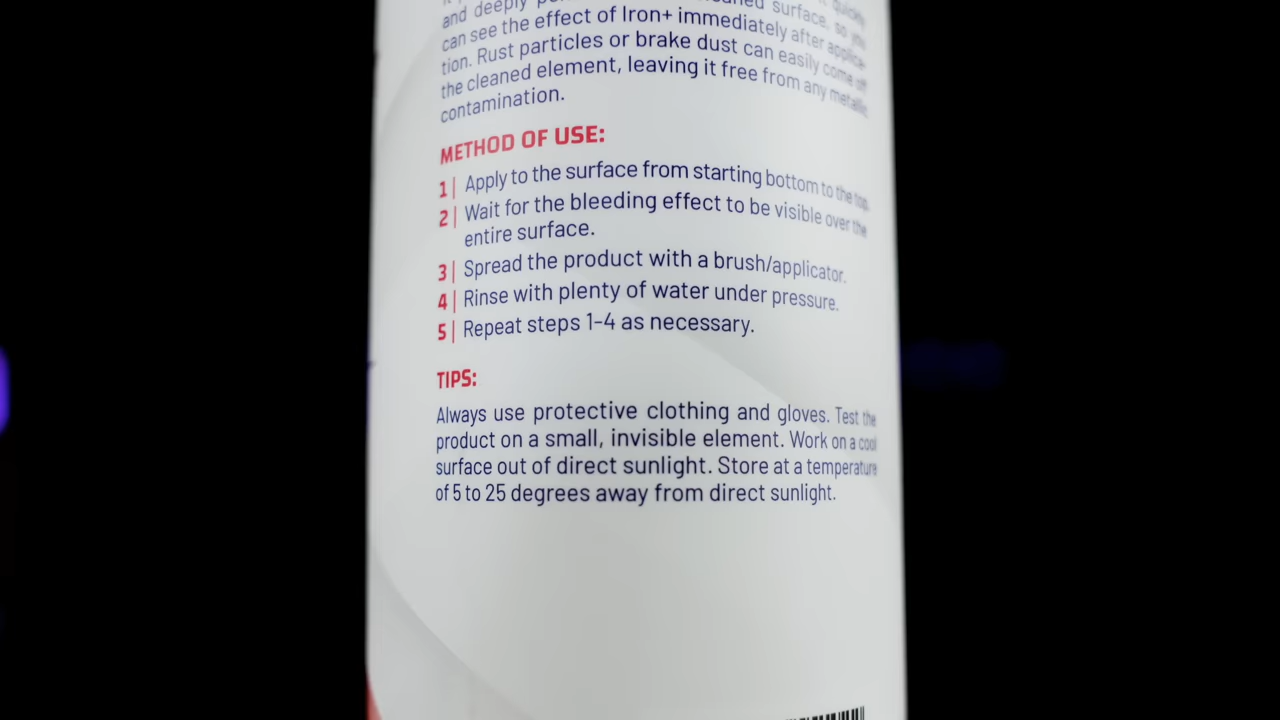 and deeply surface, so you
can see the effect of Iron+ immediately after applica-
tion. Rust particles or brake dust can easily come off
the cleaned element, leaving it free from any metallic
contamination.
METHOD OF USE:
1| Apply to the surface from starting bottom to the top.
2| Wait for the bleeding effect to be visible over the
entire surface.
3| Spread the product with a brush/applicator.
4| Rinse with plenty of water under pressure.
5| Repeat steps 1-4 as necessary.
TIPS:
Always use protective clothing and gloves. Test the
product on a small, invisible element. Work on a cool
surface out of direct sunlight. Store at a temperature
of 5 to 25 degrees away from direct sunlight.